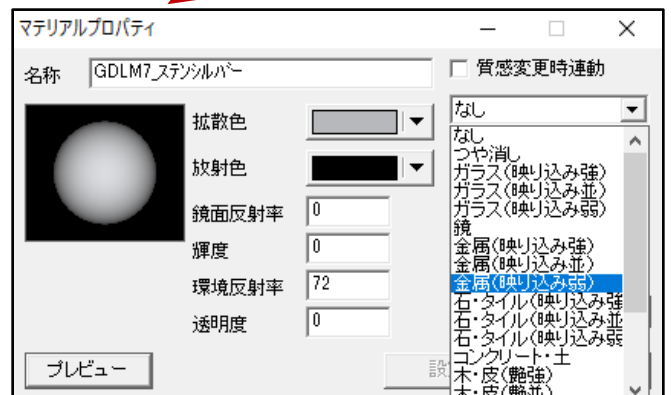 マテリアルプロパティ
名称
GDLM7_ステンシルバー
質感変更時連動
拡散色
放射色
鏡面反射率
0
輝度
0
環境反射率
72
透明度
0
プレビュー
設
なし
なし
つや消し
ガラス(映り込み強)
ガラス(映り込み並)
ガラス(映り込み弱)
鏡
金属(映り込み強)
金属(映り込み並)
金属(映り込み弱)
石・タイル(映り込み強
石・タイル(映り込み並
石・タイル(映り込み弱
コンクリート・土
木・皮(艶強)
木・皮(艶並)